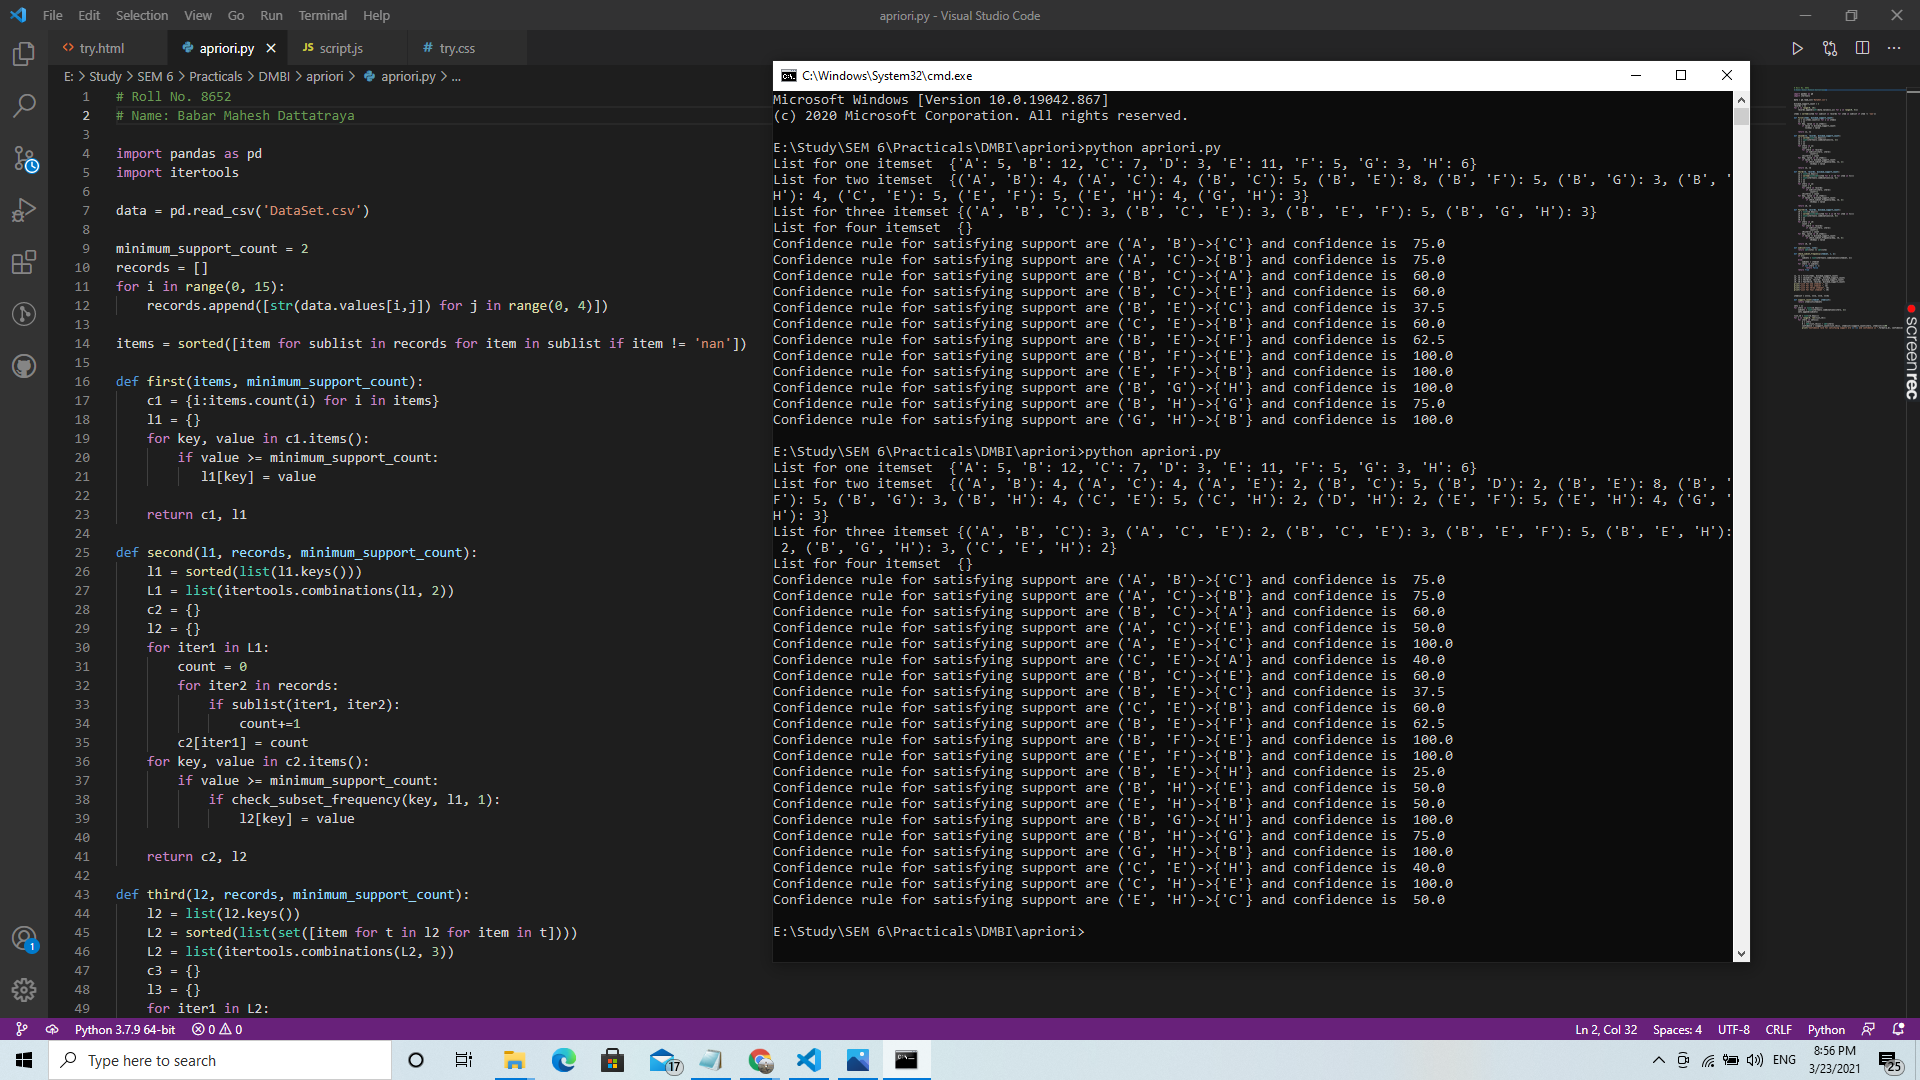 File Edit Selection View Go Run Terminal Help
apriori.py - Visual Studio Code
try.html apriori.py JS script.js # try.css
E: > Study > SEM 6 > Practicals > DMBI > apriori > apriori.py > ...
1 # Roll No. 8652
2 # Name: Babar Mahesh Dattatraya
3
4 import pandas as pd
5 import itertools
6
7 data = pd.read_csv('DataSet.csv')
8
9 minimum_support_count = 2
10 records = []
11 for i in range(0, 15):
12 records.append([str(data.values[i,j]) for j in range(0, 4)])
13
14 items = sorted([item for sublist in records for item in sublist if item != 'nan'])
15
16 def first(items, minimum_support_count):
17 c1 = {i:items.count(i) for i in items}
18 l1 = {}
19 for key, value in c1.items():
20 if value >= minimum_support_count:
21 l1[key] = value
22
23 return c1, l1
24
25 def second(l1, records, minimum_support_count):
26 l1 = sorted(list(l1.keys()))
27 L1 = list(itertools.combinations(l1, 2))
28 c2 = {}
29 l2 = {}
30 for iter1 in L1:
31 count = 0
32 for iter2 in records:
33 if sublist(iter1, iter2):
34 count+=1
35 c2[iter1] = count
36 for key, value in c2.items():
37 if value >= minimum_support_count:
38 if check_subset_frequency(key, l1, 1):
39 l2[key] = value
40
41 return c2, l2
42
43 def third(l2, records, minimum_support_count):
44 l2 = list(l2.keys())
45 L2 = sorted(list(set([item for t in l2 for item in t])))
46 L2 = list(itertools.combinations(L2, 3))
47 c3 = {}
48 l3 = {}
49 for iter1 in L2:
C:\Windows\System32\cmd.exe
Microsoft Windows [Version 10.0.19042.867]
(c) 2020 Microsoft Corporation. All rights reserved.
E:\Study\SEM 6\Practicals\DMBI\apriori>python apriori.py
List for one itemset {'A': 5, 'B': 12, 'C': 7, 'D': 3, 'E': 11, 'F': 5, 'G': 3, 'H': 6}
List for two itemset {('A', 'B'): 4, ('A', 'C'): 4, ('B', 'C'): 5, ('B', 'E'): 8, ('B', 'F'): 5, ('B', 'G'): 3, ('B', '
H'): 4, ('C', 'E'): 5, ('E', 'F'): 5, ('E', 'H'): 4, ('G', 'H'): 3}
List for three itemset {('A', 'B', 'C'): 3, ('B', 'C', 'E'): 3, ('B', 'E', 'F'): 5, ('B', 'G', 'H'): 3}
List for four itemset {}
Confidence rule for satisfying support are ('A', 'B')->{'C'} and confidence is 75.0
Confidence rule for satisfying support are ('A', 'C')->{'B'} and confidence is 75.0
Confidence rule for satisfying support are ('B', 'C')->{'A'} and confidence is 60.0
Confidence rule for satisfying support are ('B', 'C')->{'E'} and confidence is 60.0
Confidence rule for satisfying support are ('B', 'E')->{'C'} and confidence is 37.5
Confidence rule for satisfying support are ('C', 'E')->{'B'} and confidence is 60.0
Confidence rule for satisfying support are ('B', 'E')->{'F'} and confidence is 62.5
Confidence rule for satisfying support are ('B', 'F')->{'E'} and confidence is 100.0
Confidence rule for satisfying support are ('E', 'F')->{'B'} and confidence is 100.0
Confidence rule for satisfying support are ('B', 'G')->{'H'} and confidence is 100.0
Confidence rule for satisfying support are ('B', 'H')->{'G'} and confidence is 75.0
Confidence rule for satisfying support are ('G', 'H')->{'B'} and confidence is 100.0
E:\Study\SEM 6\Practicals\DMBI\apriori>python apriori.py
List for one itemset {'A': 5, 'B': 12, 'C': 7, 'D': 3, 'E': 11, 'F': 5, 'G': 3, 'H': 6}
List for two itemset {('A', 'B'): 4, ('A', 'C'): 4, ('A', 'E'): 2, ('B', 'C'): 5, ('B', 'D'): 2, ('B', 'E'): 8, ('B', '
F'): 5, ('B', 'G'): 3, ('B', 'H'): 4, ('C', 'E'): 5, ('C', 'H'): 2, ('D', 'H'): 2, ('E', 'F'): 5, ('E', 'H'): 4, ('G', '
H'): 3}
List for three itemset {('A', 'B', 'C'): 3, ('A', 'C', 'E'): 2, ('B', 'C', 'E'): 3, ('B', 'E', 'F'): 5, ('B', 'E', 'H'):
2, ('B', 'G', 'H'): 3, ('C', 'E', 'H'): 2}
List for four itemset {}
Confidence rule for satisfying support are ('A', 'B')->{'C'} and confidence is 75.0
Confidence rule for satisfying support are ('A', 'C')->{'B'} and confidence is 75.0
Confidence rule for satisfying support are ('B', 'C')->{'A'} and confidence is 60.0
Confidence rule for satisfying support are ('A', 'C')->{'E'} and confidence is 50.0
Confidence rule for satisfying support are ('A', 'E')->{'C'} and confidence is 100.0
Confidence rule for satisfying support are ('C', 'E')->{'A'} and confidence is 40.0
Confidence rule for satisfying support are ('B', 'C')->{'E'} and confidence is 60.0
Confidence rule for satisfying support are ('B', 'E')->{'C'} and confidence is 37.5
Confidence rule for satisfying support are ('C', 'E')->{'B'} and confidence is 60.0
Confidence rule for satisfying support are ('B', 'E')->{'F'} and confidence is 62.5
Confidence rule for satisfying support are ('B', 'F')->{'E'} and confidence is 100.0
Confidence rule for satisfying support are ('E', 'F')->{'B'} and confidence is 100.0
Confidence rule for satisfying support are ('B', 'E')->{'H'} and confidence is 25.0
Confidence rule for satisfying support are ('B', 'H')->{'E'} and confidence is 50.0
Confidence rule for satisfying support are ('E', 'H')->{'B'} and confidence is 50.0
Confidence rule for satisfying support are ('B', 'G')->{'H'} and confidence is 100.0
Confidence rule for satisfying support are ('B', 'H')->{'G'} and confidence is 75.0
Confidence rule for satisfying support are ('G', 'H')->{'B'} and confidence is 100.0
Confidence rule for satisfying support are ('C', 'E')->{'H'} and confidence is 40.0
Confidence rule for satisfying support are ('C', 'H')->{'E'} and confidence is 100.0
Confidence rule for satisfying support are ('E', 'H')->{'C'} and confidence is 50.0
E:\Study\SEM 6\Practicals\DMBI\apriori>
screenrec
1
Python 3.7.9 64-bit 0 0
Ln 2, Col 32 Spaces: 4 UTF-8 CRLF Python
Type here to search
17
ENG
8:56 PM
3/23/2021
25